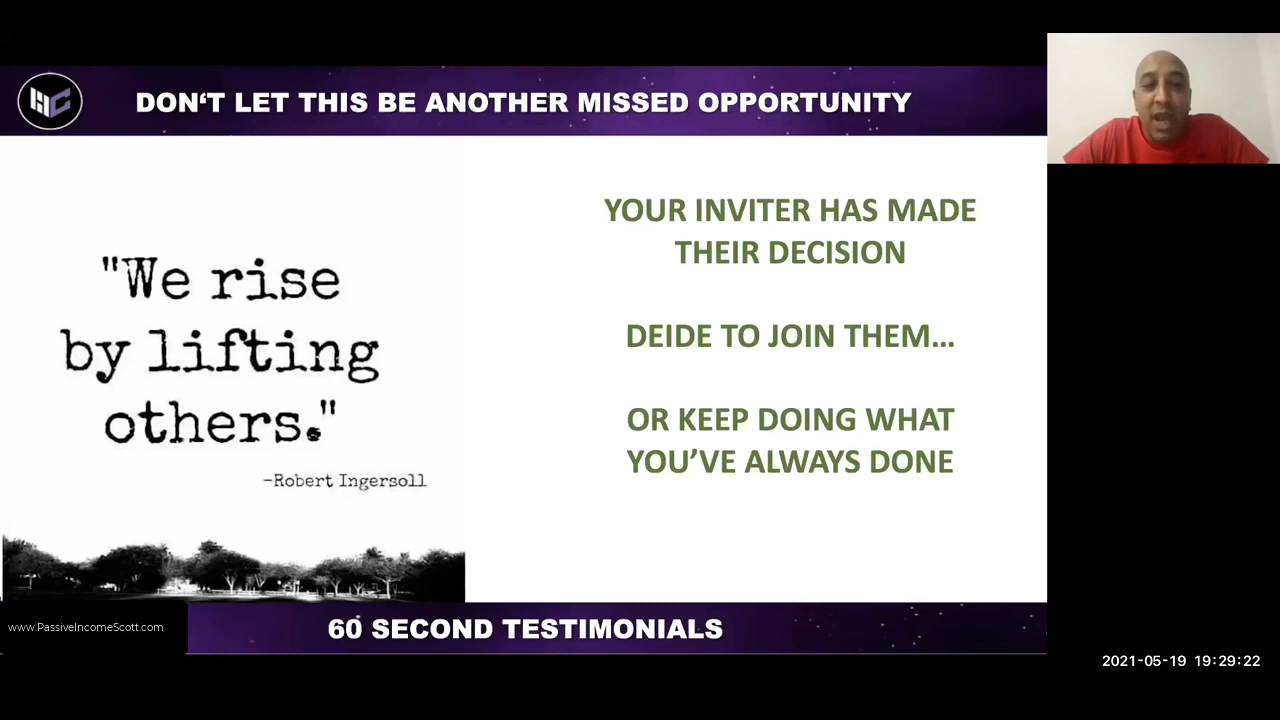 DON‘T LET THIS BE ANOTHER MISSED OPPORTUNITY
"We rise
by lifting
others."
-Robert Ingersoll
YOUR INVITER HAS MADE
THEIR DECISION
DEIDE TO JOIN THEM...
OR KEEP DOING WHAT
YOU’VE ALWAYS DONE
www.PassiveIncomeScott.com
60 SECOND TESTIMONIALS
2021-05-19 19:29:22